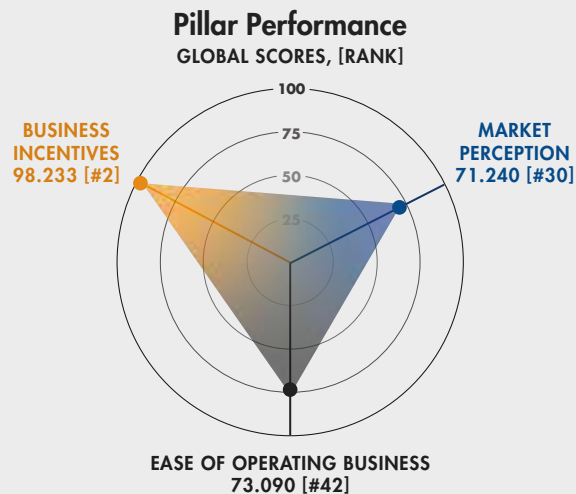 Pillar Performance
GLOBAL SCORES, [RANK]
100
75
50
25
BUSINESS
INCENTIVES
98.233 [#2]
MARKET
PERCEPTION
71.240 [#30]
EASE OF OPERATING BUSINESS
73.090 [#42]